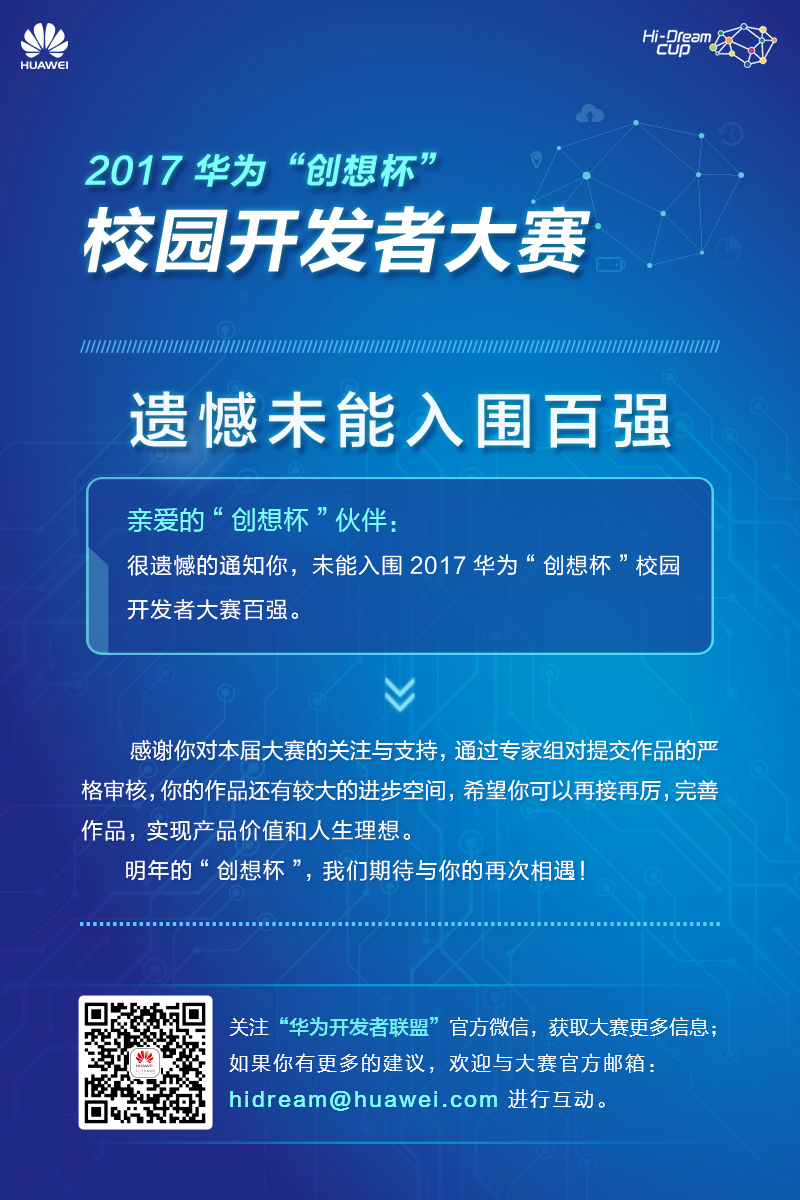 HUAWEI
Hi-Dream
CUP
2017 华为“创想杯”
校园开发者大赛
遗憾未能入围百强
亲爱的“创想杯”伙伴：
很遗憾的通知你，未能入围 2017 华为“创想杯”校园
开发者大赛百强。
感谢你对本届大赛的关注与支持，通过专家组对提交作品的严
格审核，你的作品还有较大的进步空间，希望你可以再接再厉，完善
作品，实现产品价值和人生理想。
明年的“创想杯”，我们期待与你的再次相遇！
关注“华为开发者联盟”官方微信，获取大赛更多信息；
如果你有更多的建议，欢迎与大赛官方邮箱：
hidream@huawei.com 进行互动。
HUAWEI